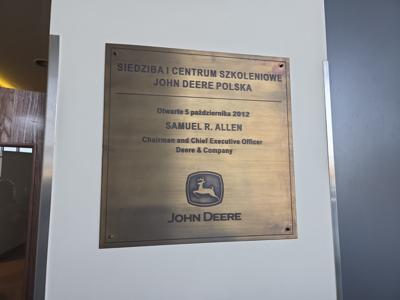 SIEDZIBA I CENTRUM SZKOLENIOWE
JOHN DEERE POLSKA
Otwarte 5 października 2012
SAMUEL R. ALLEN
Chairman and Chief Executive Officer
Deere & Company
JOHN DEERE